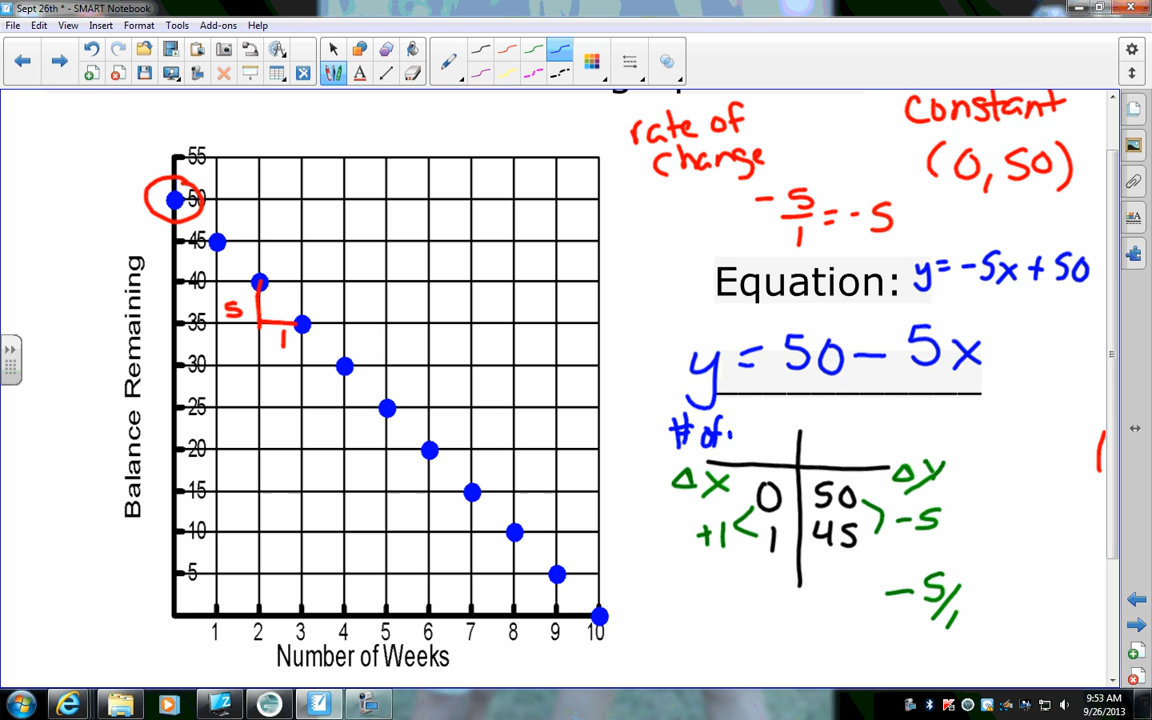 Sept 26th * - SMART Notebook
File Edit View Insert Format Tools Add-ons Help
rate of
change
constant
(0, 50)
- 5/1 = - 5
Equation: y = -5x + 50
y = 50 - 5x
# of
Δx Δy
0 50
+1 < > -5
1 45
- 5/1
Balance Remaining
55
50
45
40
35
30
25
20
15
10
5
5
1
1 2 3 4 5 6 7 8 9 10
Number of Weeks
9:53 AM
9/26/2013